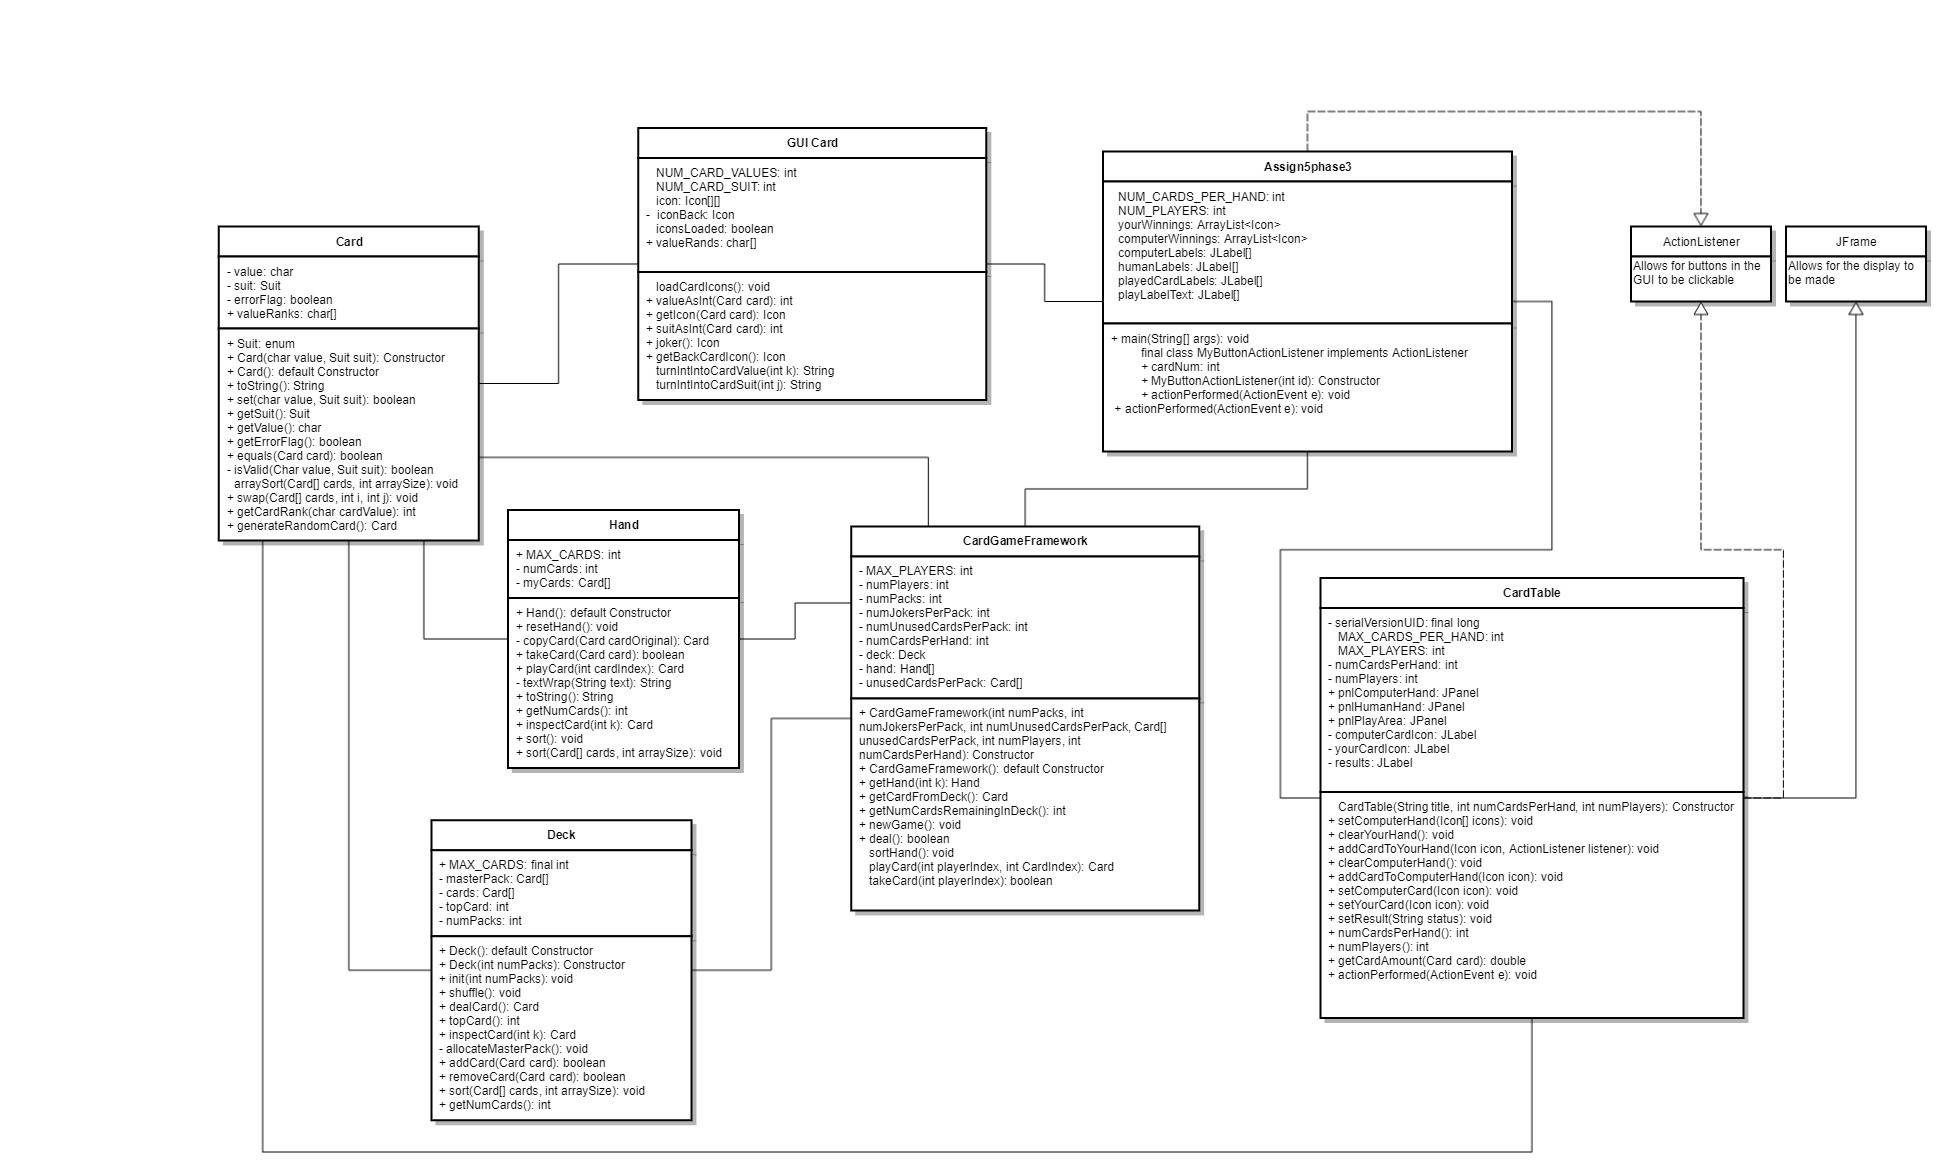 GUI Card
NUM_CARD_VALUES: int
NUM_CARD_SUIT: int
icon: Icon[][]
- iconBack: Icon
iconsLoaded: boolean
+ valueRands: char[]
loadCardIcons(): void
+ valueAsInt(Card card): int
+ getIcon(Card card): Icon
+ suitAsInt(Card card): int
+ joker(): Icon
+ getBackCardIcon(): Icon
turnIntIntoCardValue(int k): String
turnIntIntoCardSuit(int j): String
Assign5phase3
NUM_CARDS_PER_HAND: int
NUM_PLAYERS: int
yourWinnings: ArrayList<Icon>
computerWinnings: ArrayList<Icon>
computerLabels: JLabel[]
humanLabels: JLabel[]
playedCardLabels: JLabel[]
playLabelText: JLabel[]
+ main(String[] args): void
final class MyButtonActionListener implements ActionListener
+ cardNum: int
+ MyButtonActionListener(int id): Constructor
+ actionPerformed(ActionEvent e): void
+ actionPerformed(ActionEvent e): void
ActionListener
Allows for buttons in the
GUI to be clickable
JFrame
Allows for the display to
be made
Card
- value: char
- suit: Suit
- errorFlag: boolean
+ valueRanks: char[]
+ Suit: enum
+ Card(char value, Suit suit): Constructor
+ Card(): default Constructor
+ toString(): String
+ set(char value, Suit suit): boolean
+ getSuit(): Suit
+ getValue(): char
+ getErrorFlag(): boolean
+ equals(Card card): boolean
- isValid(Char value, Suit suit): boolean
arraySort(Card[] cards, int arraySize): void
+ swap(Card[] cards, int i, int j): void
+ getCardRank(char cardValue): int
+ generateRandomCard(): Card
Hand
+ MAX_CARDS: int
- numCards: int
- myCards: Card[]
+ Hand(): default Constructor
+ resetHand(): void
- copyCard(Card cardOriginal): Card
+ takeCard(Card card): boolean
+ playCard(int cardIndex): Card
- textWrap(String text): String
+ toString(): String
+ getNumCards(): int
+ inspectCard(int k): Card
+ sort(): void
+ sort(Card[] cards, int arraySize): void
CardGameFramework
- MAX_PLAYERS: int
- numPlayers: int
- numPacks: int
- numJokersPerPack: int
- numUnusedCardsPerPack: int
- numCardsPerHand: int
- deck: Deck
- hand: Hand[]
- unusedCardsPerPack: Card[]
+ CardGameFramework(int numPacks, int
numJokersPerPack, int numUnusedCardsPerPack, Card[]
unusedCardsPerPack, int numPlayers, int
numCardsPerHand): Constructor
+ CardGameFramework(): default Constructor
+ getHand(int k): Hand
+ getCardFromDeck(): Card
+ getNumCardsRemainingInDeck(): int
+ newGame(): void
+ deal(): boolean
sortHand(): void
playCard(int playerIndex, int CardIndex): Card
takeCard(int playerIndex): boolean
CardTable
- serialVersionUID: final long
MAX_CARDS_PER_HAND: int
MAX_PLAYERS: int
- numCardsPerHand: int
- numPlayers: int
+ pnlComputerHand: JPanel
+ pnlHumanHand: JPanel
+ pnlPlayArea: JPanel
- computerCardIcon: JLabel
- yourCardIcon: JLabel
- results: JLabel
CardTable(String title, int numCardsPerHand, int numPlayers): Constructor
+ setComputerHand(Icon[] icons): void
+ clearYourHand(): void
+ addCardToYourHand(Icon icon, ActionListener listener): void
+ clearComputerHand(): void
+ addCardToComputerHand(Icon icon): void
+ setComputerCard(Icon icon): void
+ setYourCard(Icon icon): void
+ setResult(String status): void
+ numCardsPerHand(): int
+ numPlayers(): int
+ getCardAmount(Card card): double
+ actionPerformed(ActionEvent e): void
Deck
+ MAX_CARDS: final int
- masterPack: Card[]
- cards: Card[]
- topCard: int
- numPacks: int
+ Deck(): default Constructor
+ Deck(int numPacks): Constructor
+ init(int numPacks): void
+ shuffle(): void
+ dealCard(): Card
+ topCard(): int
+ inspectCard(int k): Card
- allocateMasterPack(): void
+ addCard(Card card): boolean
+ removeCard(Card card): boolean
+ sort(Card[] cards, int arraySize): void
+ getNumCards(): int